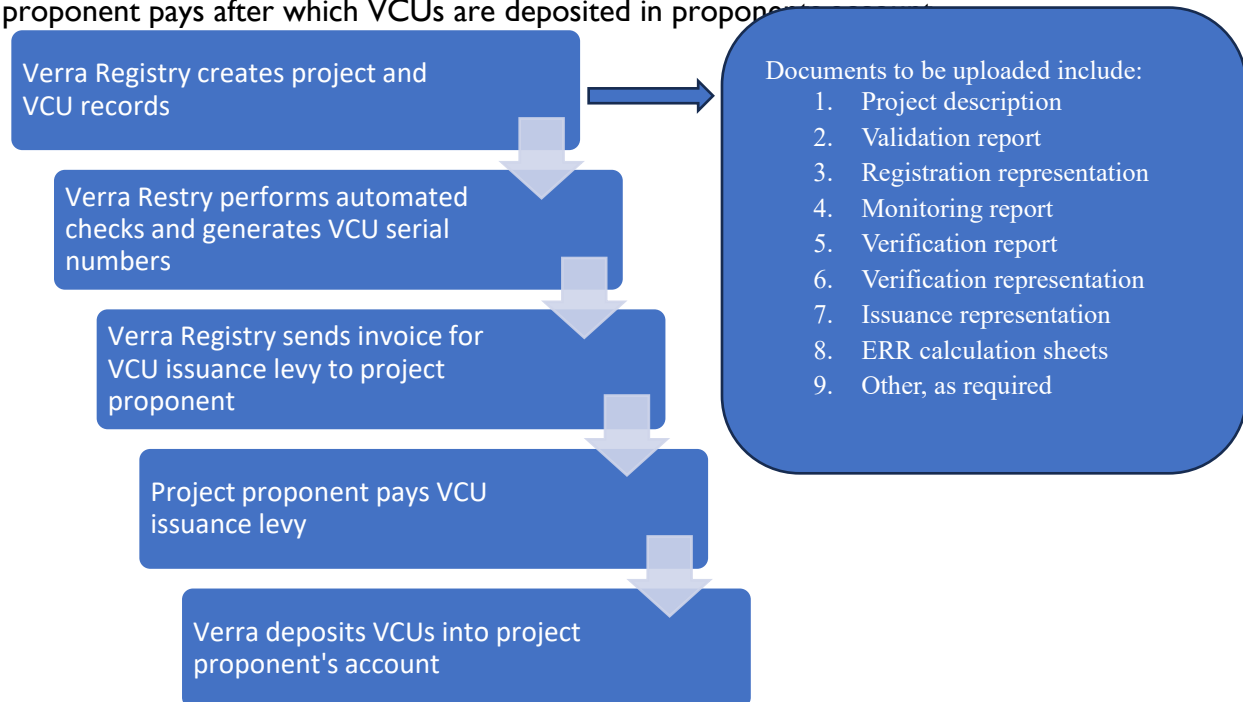 proponent pays after which VCUs are deposited in proponents account
Verra Registry creates project and
VCU records
Verra Restry performs automated
checks and generates VCU serial
numbers
Verra Registry sends invoice for
VCU issuance levy to project
proponent
Project proponent pays VCU
issuance levy
Verra deposits VCUs into project
proponent's account
Documents to be uploaded include:
1. Project description
2. Validation report
3. Registration representation
4. Monitoring report
5. Verification report
6. Verification representation
7. Issuance representation
8. ERR calculation sheets
9. Other, as required